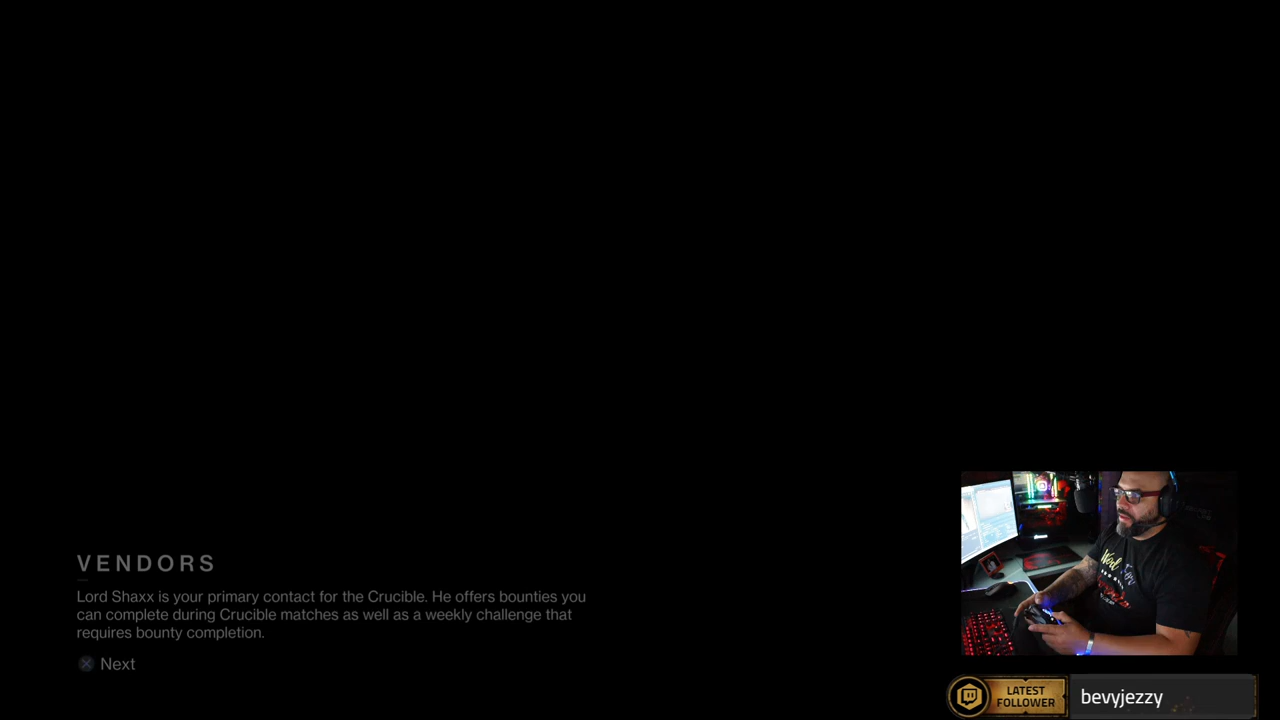 VENDORS
Lord Shaxx is your primary contact for the Crucible. He offers bounties you
can complete during Crucible matches as well as a weekly challenge that
requires bounty completion.
Next
LATEST
FOLLOWER
bevyjezzy